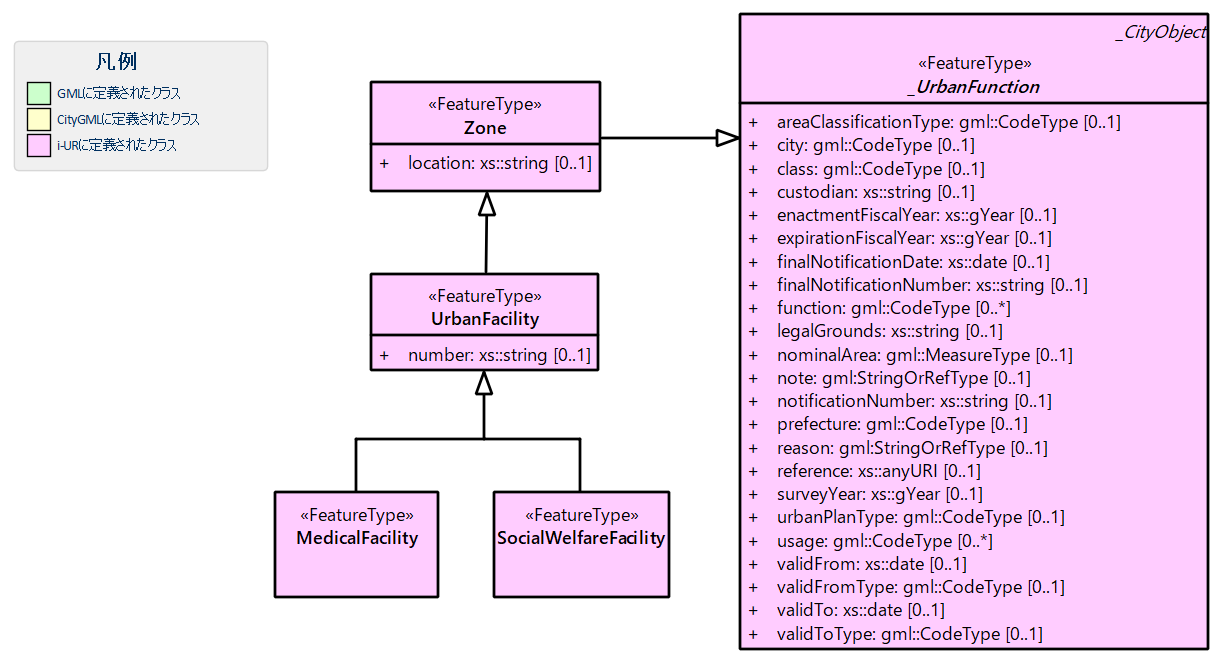 凡例
GMLに定義されたクラス
CityGMLに定義されたクラス
i-URに定義されたクラス
«FeatureType»
Zone
+ location: xs::string [0..1]
«FeatureType»
UrbanFacility
+ number: xs::string [0..1]
«FeatureType»
MedicalFacility
«FeatureType»
SocialWelfareFacility
_CityObject
«FeatureType»
_UrbanFunction
+ areaClassificationType: gml::CodeType [0..1]
+ city: gml::CodeType [0..1]
+ class: gml::CodeType [0..1]
+ custodian: xs::string [0..1]
+ enactmentFiscalYear: xs::gYear [0..1]
+ expirationFiscalYear: xs::gYear [0..1]
+ finalNotificationDate: xs::date [0..1]
+ finalNotificationNumber: xs::string [0..1]
+ function: gml::CodeType [0..*]
+ legalGrounds: xs::string [0..1]
+ nominalArea: gml::MeasureType [0..1]
+ note: gml:StringOrRefType [0..1]
+ notificationNumber: xs::string [0..1]
+ prefecture: gml::CodeType [0..1]
+ reason: gml:StringOrRefType [0..1]
+ reference: xs::anyURI [0..1]
+ surveyYear: xs::gYear [0..1]
+ urbanPlanType: gml::CodeType [0..1]
+ usage: gml::CodeType [0..*]
+ validFrom: xs::date [0..1]
+ validFromType: gml::CodeType [0..1]
+ validTo: xs::date [0..1]
+ validToType: gml::CodeType [0..1]